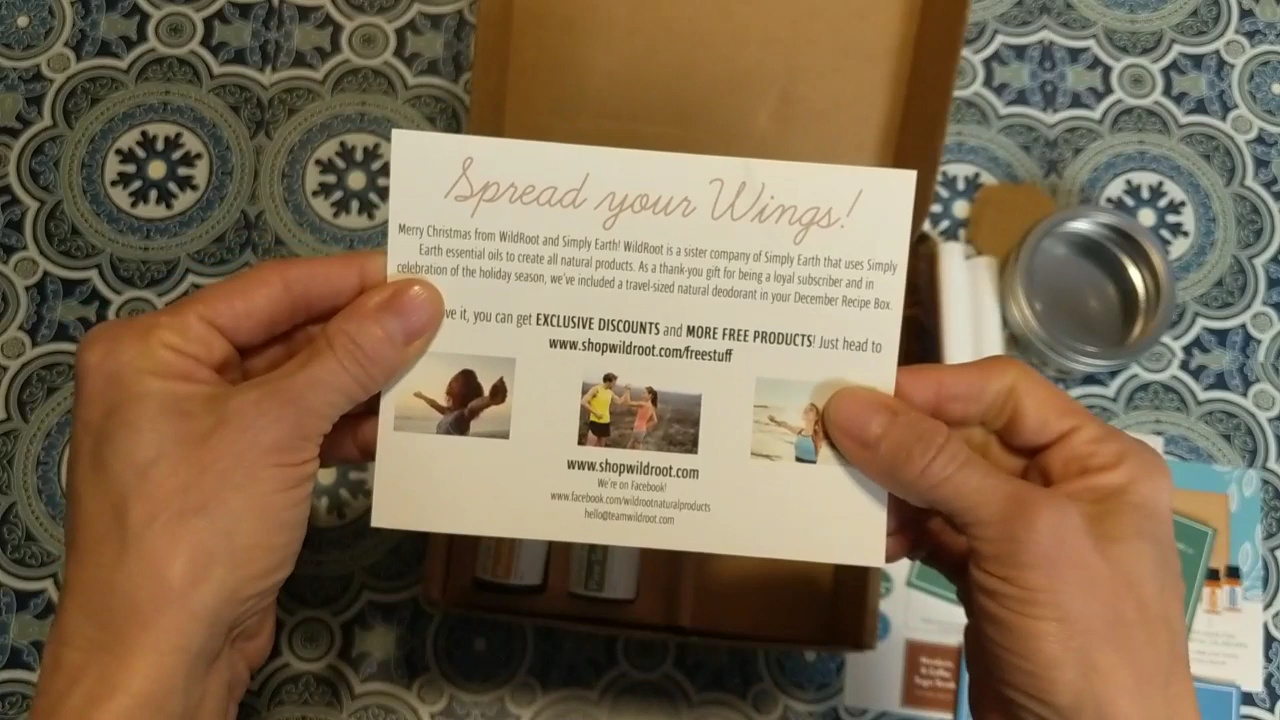 Spread your Wings!
Merry Christmas from WildRoot and Simply Earth! WildRoot is a sister company of Simply Earth that uses Simply
Earth essential oils to create all natural products. As a thank-you gift for being a loyal subscriber and in
celebration of the holiday season, we've included a travel-sized natural deodorant in your December Recipe Box.
ve it, you can get EXCLUSIVE DISCOUNTS and MORE FREE PRODUCTS! Just head to
www.shopwildroot.com/freestuff
www.shopwildroot.com
We're on Facebook!
www.facebook.com/wildrootnaturalproducts
hello@teamwildroot.com